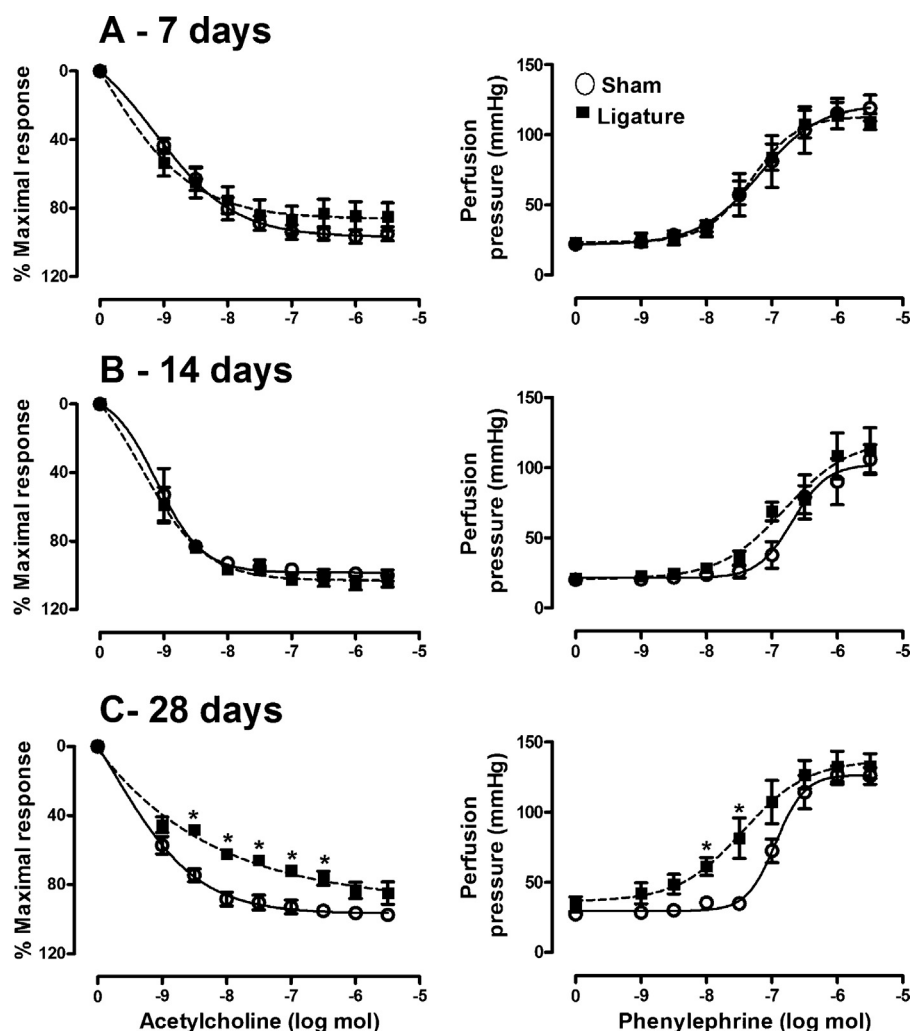 A - 7 days
% Maximal response
0
40
80
120
0 -9 -8 -7 -6 -5
Perfusion
pressure (mmHg)
150
100
50
0
0 -9 -8 -7 -6 -5
Sham
Ligature
B - 14 days
% Maximal response
0
40
80
120
0 -9 -8 -7 -6 -5
Perfusion
pressure (mmHg)
150
100
50
0
0 -9 -8 -7 -6 -5
C- 28 days
% Maximal response
0
40
80
120
* * * * *
0 -9 -8 -7 -6 -5
Acetylcholine (log mol)
Perfusion
pressure (mmHg)
150
100
50
0
* *
0 -9 -8 -7 -6 -5
Phenylephrine (log mol)